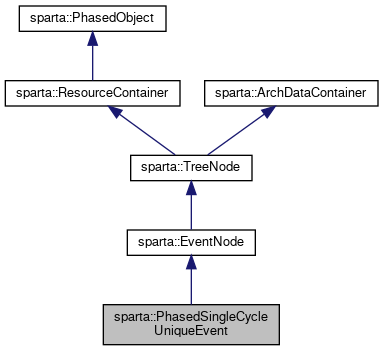 sparta::PhasedObject
sparta::ResourceContainer
sparta::ArchDataContainer
sparta::TreeNode
sparta::EventNode
sparta::PhasedSingleCycle
UniqueEvent